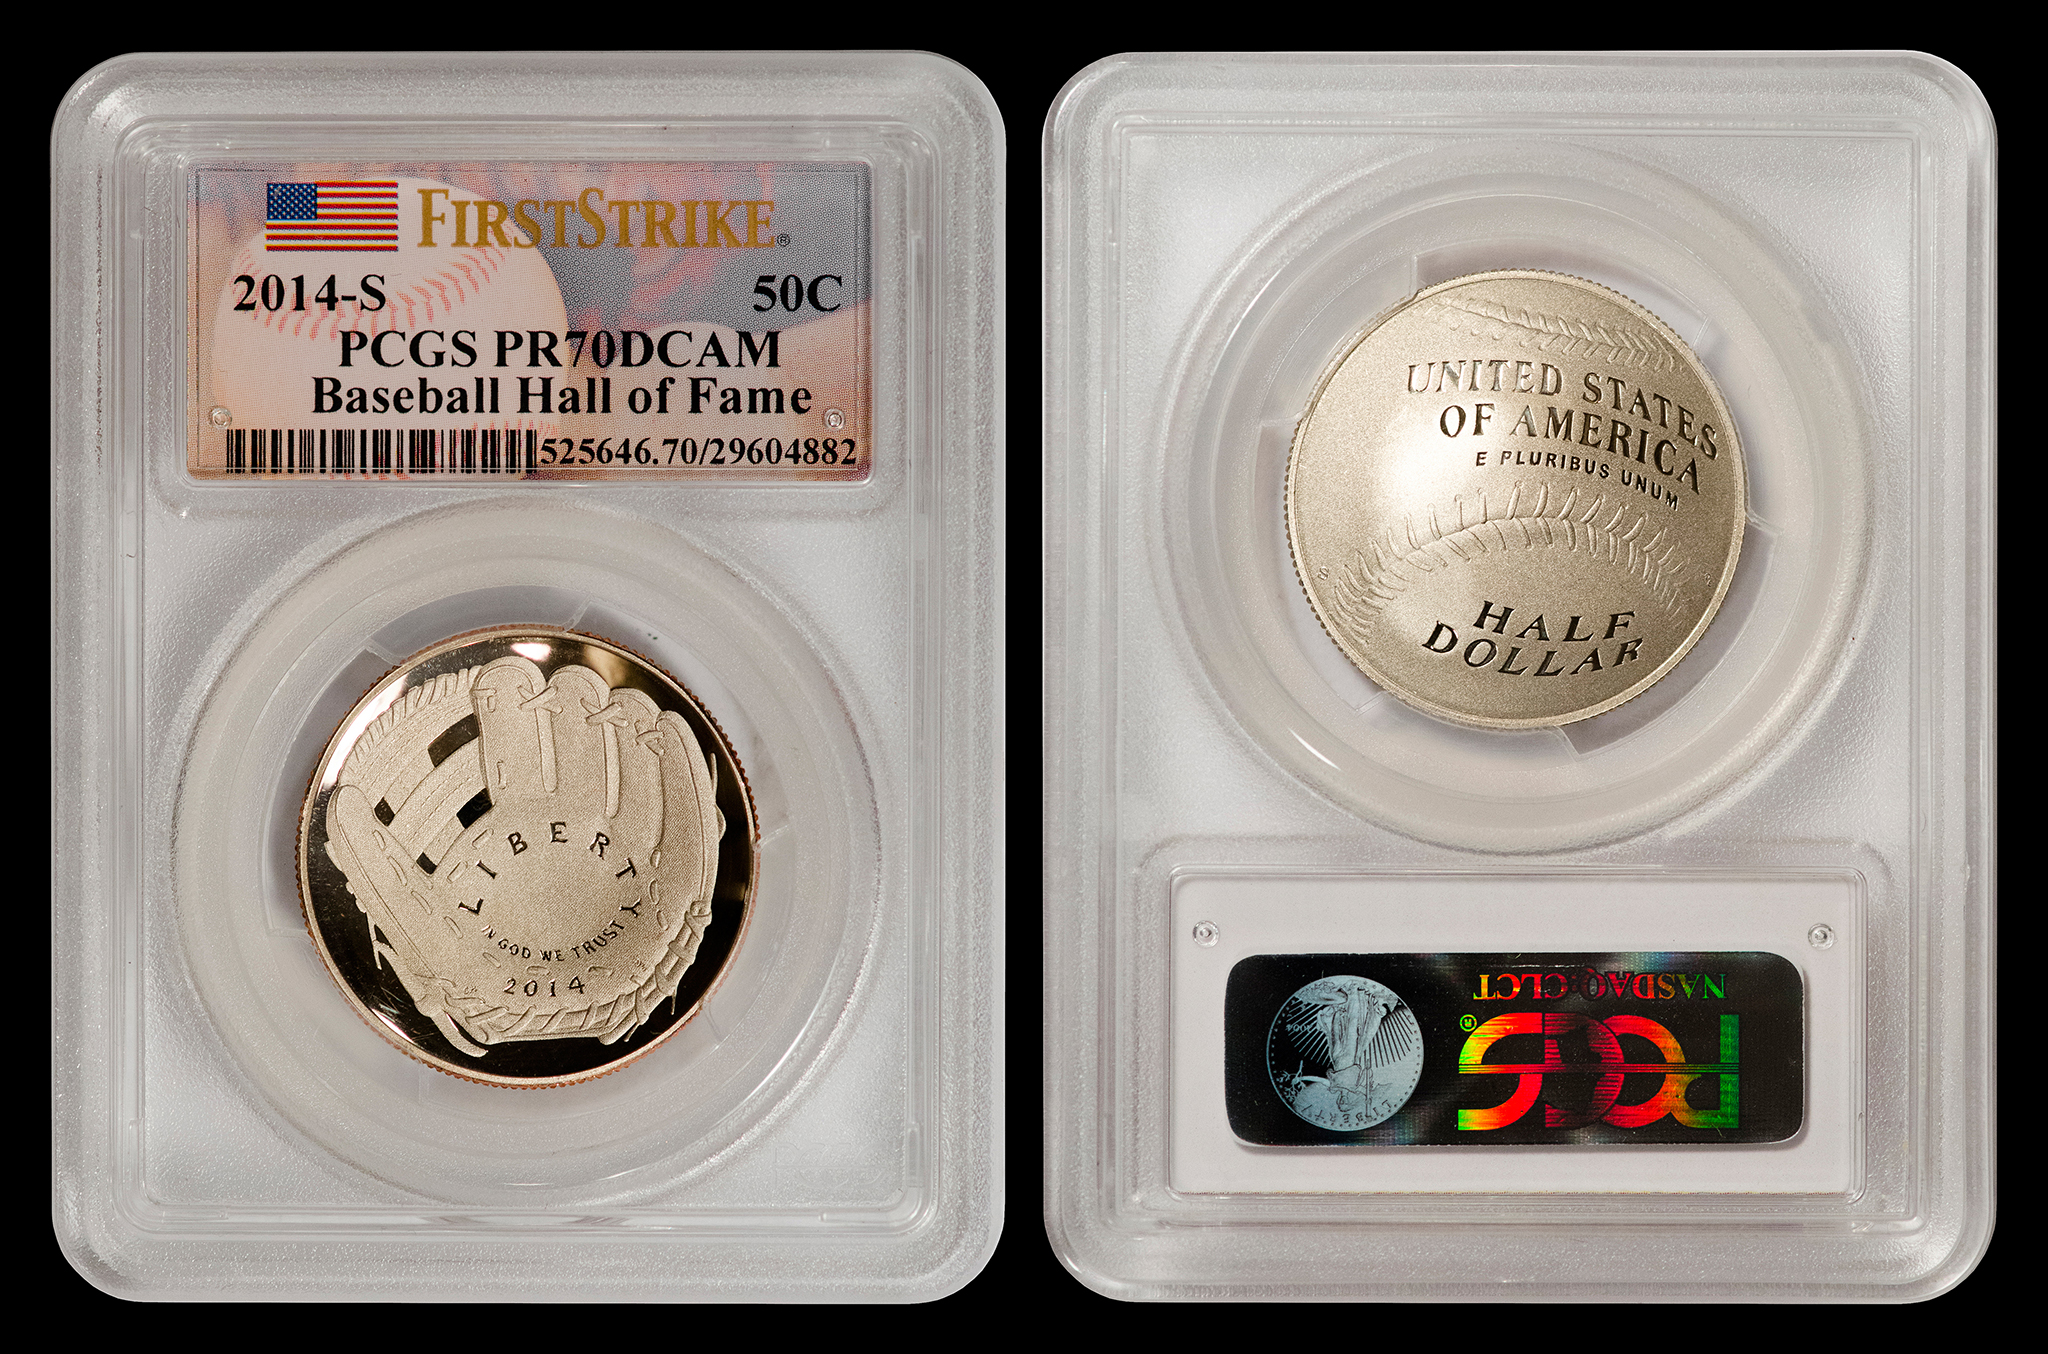 FIRSTSTRIKE®
2014-S 50C
PCGS PR70DCAM
Baseball Hall of Fame
525646.70/29604882
LIBERTY
IN GOD WE TRUST
2014
UNITED STATES
OF AMERICA
E PLURIBUS UNUM
S
HALF
DOLLAR
NASDAQ:CLCT
PCGS®
LIBERTY